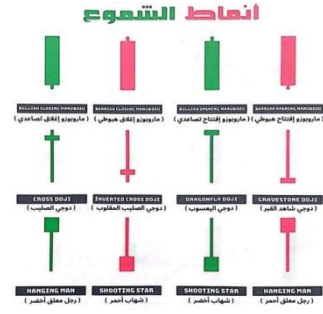 أنماط الشموع
BULLISH CLOSING MARUBOZU
BEARISH CLOSING MARUBOZU
BULLISH OPENING MARUBOZU
BEARISH OPENING MARUBOZU
( ماروبوزو إغلاق تصاعدي )
( ماروبوزو إغلاق هبوطي )
( ماروبوزو إفتتاح تصاعدي )
( ماروبوزو إفتتاح هبوطي )
CROSS DOJI
INVERTED CROSS DOJI
DRAGONFLY DOJI
GRAVESTONE DOJI
( دوجي الصليب )
( دوجي الصليب المقلوب )
( دوجي اليعسوب )
( دوجي شاهد القبر )
HANGING MAN
SHOOTING STAR
SHOOTING STAR
HANGING MAN
( رجل معلق أخضر )
( شهاب أحمر )
( شهاب أخضر )
( رجل معلق أحمر )